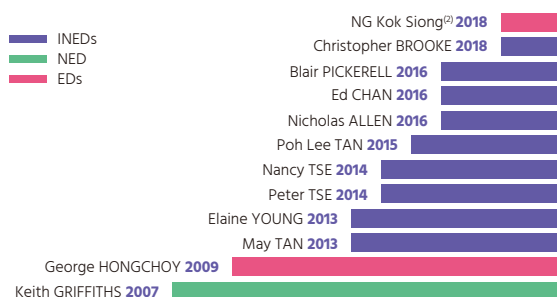 INEDs
NED
EDs
NG Kok Siong(2) 2018
Christopher BROOKE 2018
Blair PICKERELL 2016
Ed CHAN 2016
Nicholas ALLEN 2016
Poh Lee TAN 2015
Nancy TSE 2014
Peter TSE 2014
Elaine YOUNG 2013
May TAN 2013
George HONGCHOY 2009
Keith GRIFFITHS 2007